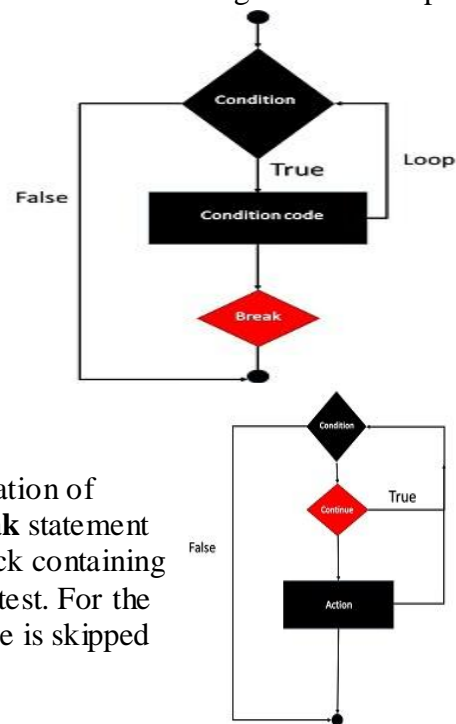 Condition
True
Loop
False
Condition code
Break
Condition
ation of
Continue
True
k statement
False
ck containing
test. For the
Action
e is skipped